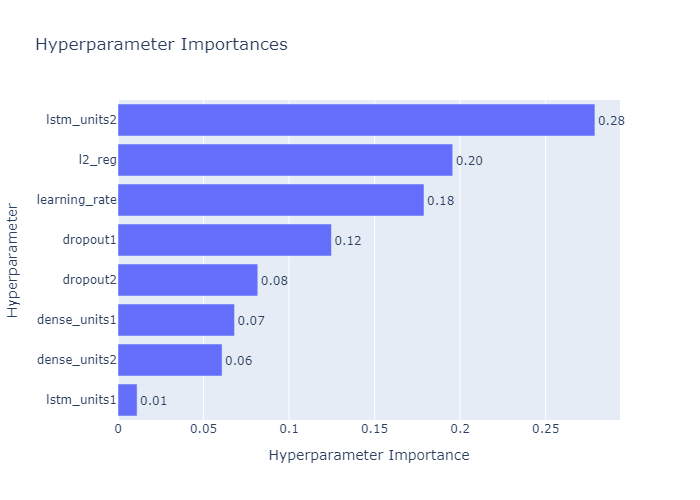 Hyperparameter Importances
Hyperparameter
lstm_units2
0.28
l2_reg
0.20
learning_rate
0.18
dropout1
0.12
dropout2
0.08
dense_units1
0.07
dense_units2
0.06
lstm_units1
0.01
0 0.05 0.1 0.15 0.2 0.25
Hyperparameter Importance